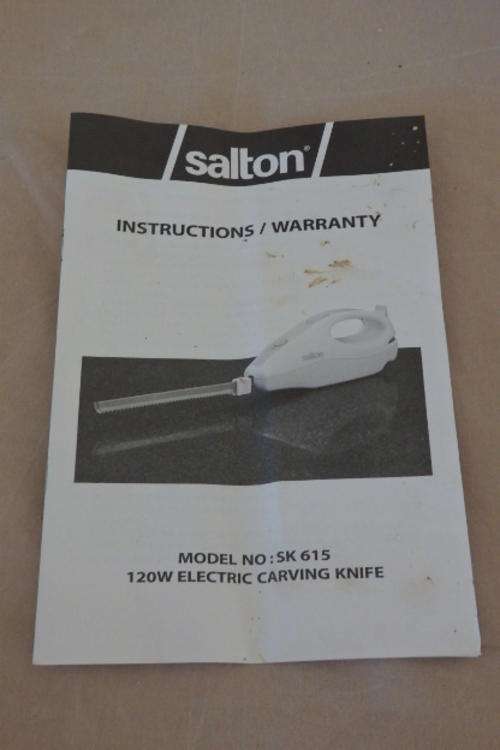 salton®
INSTRUCTIONS / WARRANTY
salton
MODEL NO : SK 615
120W ELECTRIC CARVING KNIFE